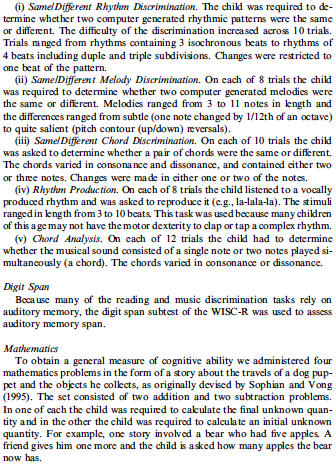 (i) Same/Different Rhythm Discrimination. The child was required to de-
termine whether two computer generated rhythmic patterns were the same
or different. The difficulty of the discrimination increased across 10 trials.
Trials ranged from rhythms containing 3 isochronous beats to rhythms of
4 beats including duple and triple subdivisions. Changes were restricted to
one beat of the pattern.
(ii) Same/Different Melody Discrimination. On each of 8 trials the child
was required to determine whether two computer generated melodies were
the same or different. Melodies ranged from 3 to 11 notes in length and
the differences ranged from subtle (one note changed by 1/12th of an octave)
to quite salient (pitch contour (up/down) reversals).
(iii) Same/Different Chord Discrimination. On each of 10 trials the child
was asked to determine whether a pair of chords were the same or different.
The chords varied in consonance and dissonance, and contained either two
or three notes. Changes were made in either one or two of the notes.
(iv) Rhythm Production. On each of 8 trials the child listened to a vocally
produced rhythm and was asked to reproduce it (e.g., la-lala-la). The stimuli
ranged in length from 3 to 10 beats. This task was used because many children
of this age may not have the motor dexterity to clap or tap a complex rhythm.
(v) Chord Analysis. On each of 12 trials the child had to determine
whether the musical sound consisted of a single note or two notes played si-
multaneously (a chord). The chords varied in consonance or dissonance.
Digit Span
Because many of the reading and music discrimination tasks rely on
auditory memory, the digit span subtest of the WISC-R was used to assess
auditory memory span.
Mathematics
To obtain a general measure of cognitive ability we administered four
mathematics problems in the form of a story about the travels of a dog pup-
pet and the objects he collects, as originally devised by Sophian and Vong
(1995). The set consisted of two addition and two subtraction problems.
In one of each the child was required to calculate the final unknown quan-
tity and in the other the child was required to calculate an initial unknown
quantity. For example, one story involved a bear who had five apples. A
friend gives him one more and the child is asked how many apples the bear
now has.